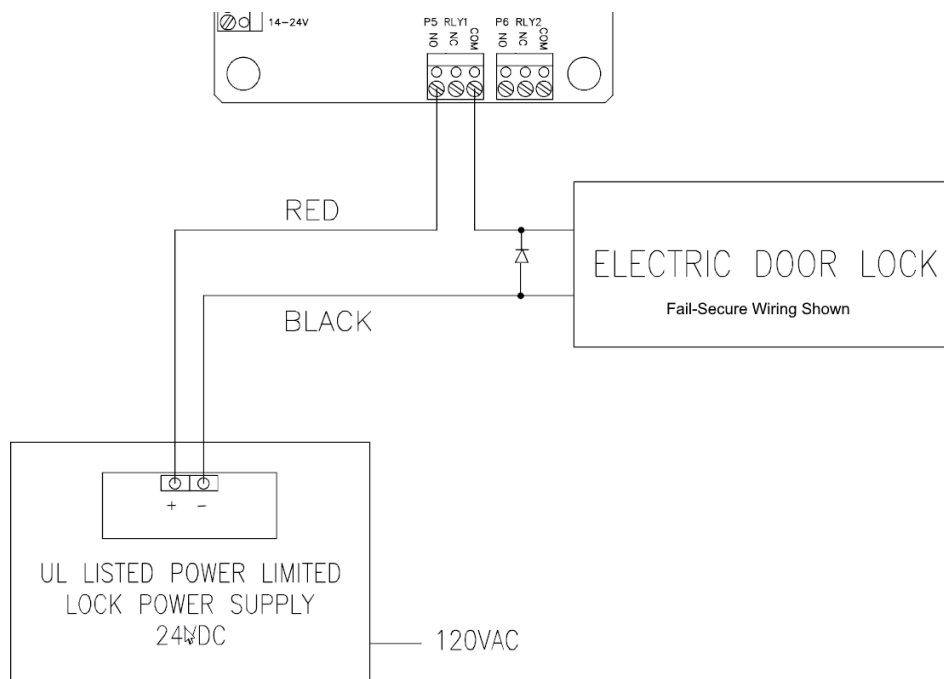 14-24V
P5 RLY1
NO
NC
COM
P6 RLY2
NO
NC
COM
RED
ELECTRIC DOOR LOCK
Fail-Secure Wiring Shown
BLACK
+ -
UL LISTED POWER LIMITED
LOCK POWER SUPPLY
24VDC
120VAC